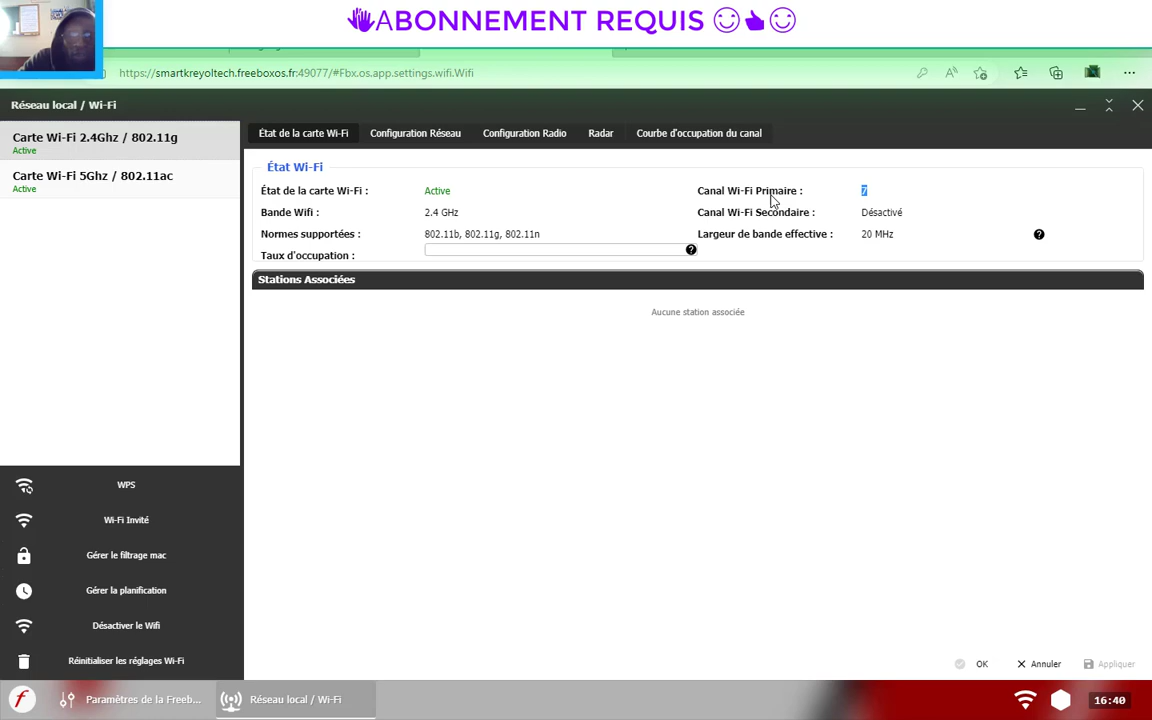 ABONNEMENT REQUIS
https://smartkreyoltech.freeboxos.fr:49077/#Fbx.os.app.settings.wifi.Wifi
Réseau local / Wi-Fi
Carte Wi-Fi 2.4Ghz / 802.11g
Active
Carte Wi-Fi 5Ghz / 802.11ac
Active
État de la carte Wi-Fi Configuration Réseau Configuration Radio Radar Courbe d'occupation du canal
État Wi-Fi
État de la carte Wi-Fi : Active Canal Wi-Fi Primaire : 7
Bande Wifi : 2.4 GHz Canal Wi-Fi Secondaire : Désactivé
Normes supportées : 802.11b, 802.11g, 802.11n Largeur de bande effective : 20 MHz ?
Taux d'occupation : ?
Stations Associées
Aucune station associée
WPS
Wi-Fi Invité
Gérer le filtrage mac
Gérer la planification
Désactiver le Wifi
Réinitialiser les réglages Wi-Fi
OK Annuler Appliquer
Paramètres de la Freeb... Réseau local / Wi-Fi 16:40